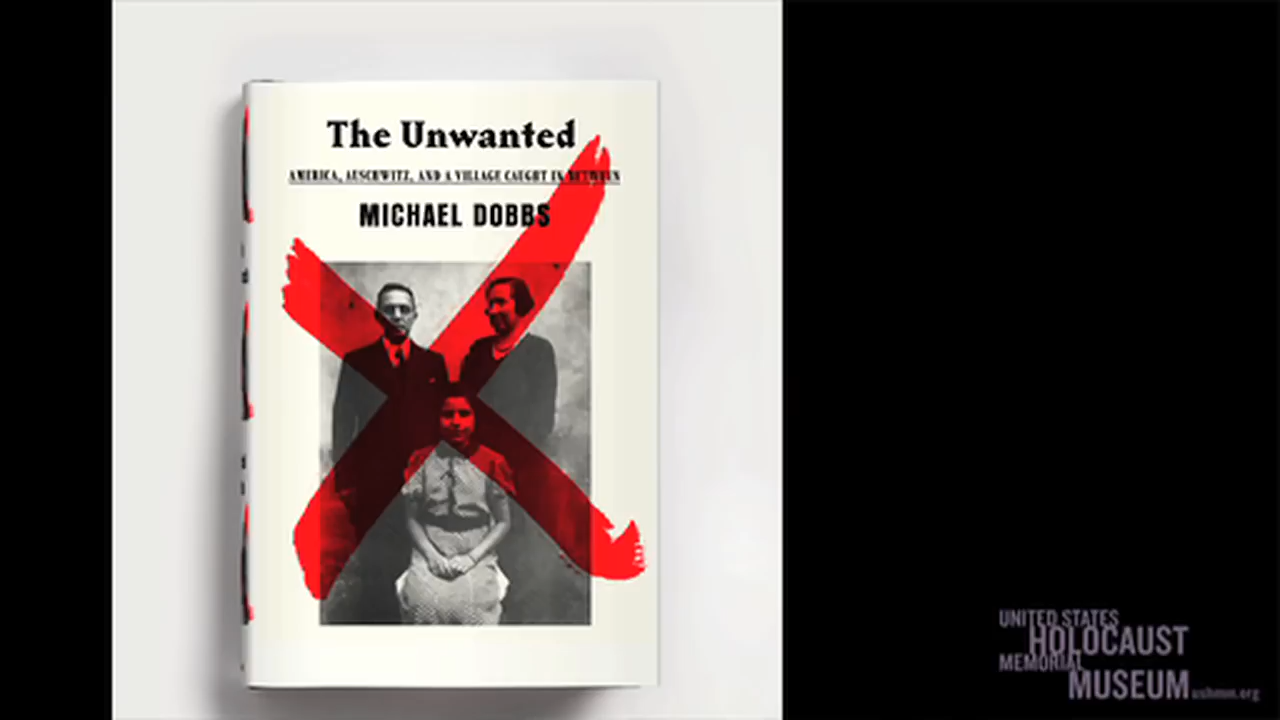 The Unwanted
AMERICA, AUSCHWITZ, AND A VILLAGE CAUGHT IN BETWEEN
MICHAEL DOBBS
UNITED STATES
HOLOCAUST
MEMORIAL
MUSEUM
ushmm.org